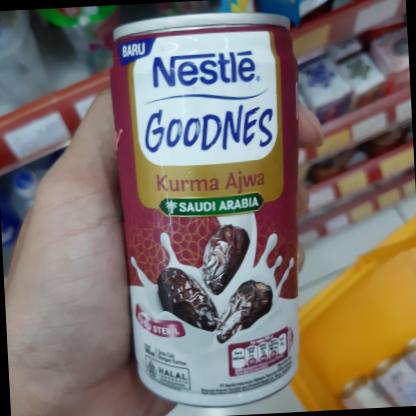 BARU
Nestlé
GOODNES
Kurma Ajwa
SAUDI ARABIA
STERIL
HALAL